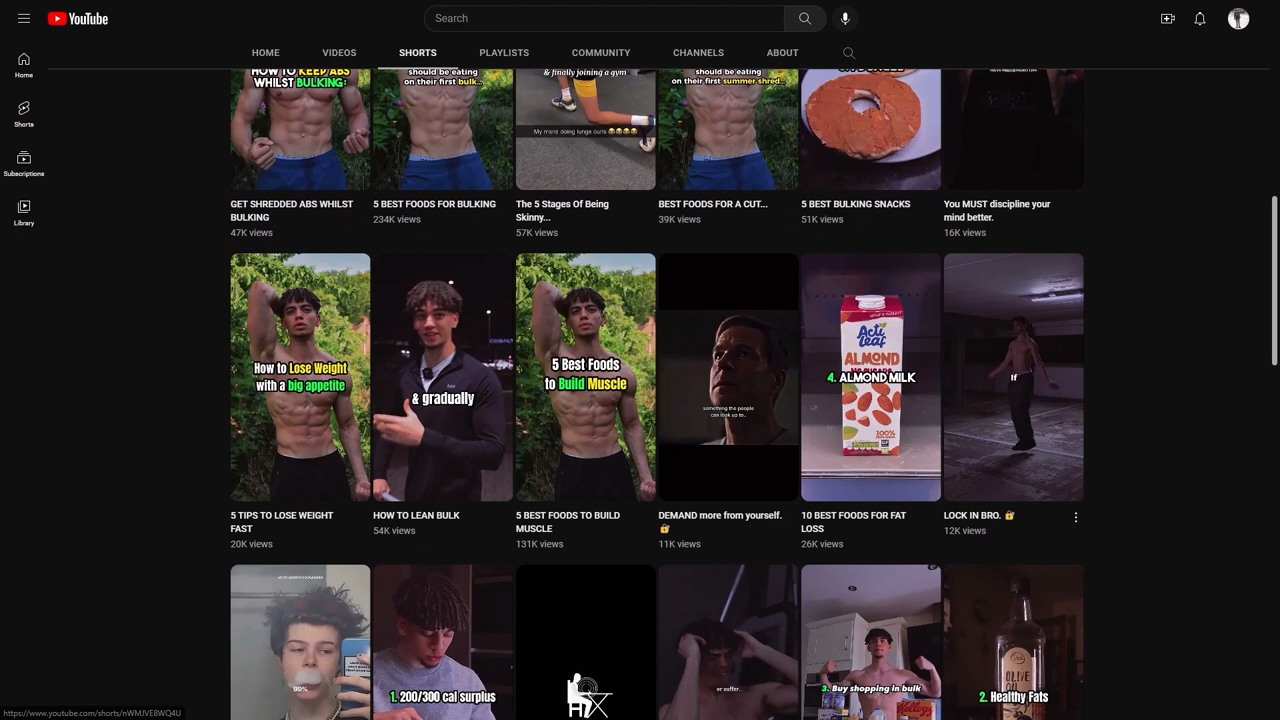 YouTube
Search
HOME
VIDEOS
SHORTS
PLAYLISTS
COMMUNITY
CHANNELS
ABOUT
Home
Shorts
Subscriptions
Library
HOW TO KEEP ABS
WHILST BULKING:
should be eating
on their first bulk...
& finally joining a gym
My mans doing lunge curls 😂😂😂😂
should be eating
on their first summer shred...
GET SHREDDED ABS WHILST
BULKING
47K views
5 BEST FOODS FOR BULKING
234K views
The 5 Stages Of Being
Skinny...
57K views
BEST FOODS FOR A CUT...
39K views
5 BEST BULKING SNACKS
51K views
You MUST discipline your
mind better.
16K views
How to Lose Weight
with a big appetite
& gradually
5 Best Foods
to Build Muscle
something the people
can look us to..
Acti
Leaf
ALMOND
4. ALMOND MILK
100%
If
5 TIPS TO LOSE WEIGHT
FAST
20K views
HOW TO LEAN BULK
54K views
5 BEST FOODS TO BUILD
MUSCLE
131K views
DEMAND more from yourself.
🔐
11K views
10 BEST FOODS FOR FAT
LOSS
26K views
LOCK IN BRO. 🔐
12K views
99%
1. 200/300 cal surplus
or suffer.
3. Buy shopping in bulk
Kelloggs
OLIVE
2. Healthy Fats
https://www.youtube.com/shorts/nWMJVE8WQ4U